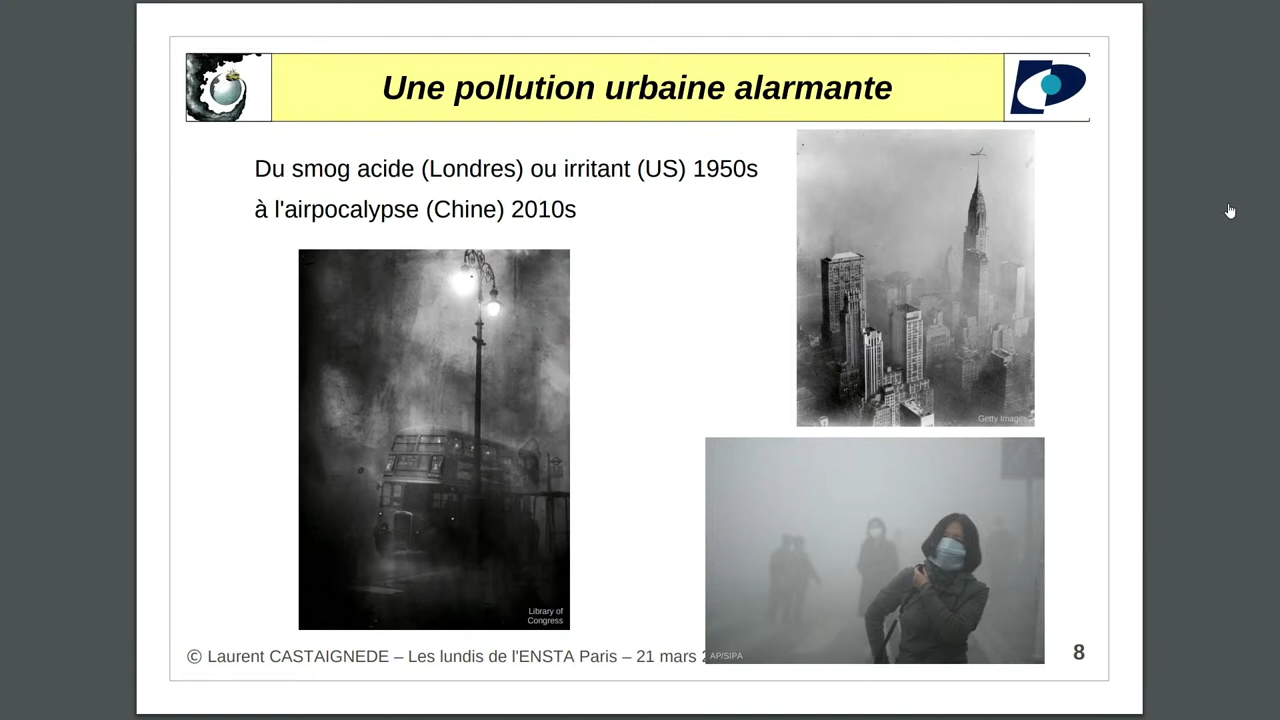 Une pollution urbaine alarmante
Du smog acide (Londres) ou irritant (US) 1950s
à l'airpocalypse (Chine) 2010s
Getty Images
Library of
Congress
AP/SIPA
© Laurent CASTAIGNEDE – Les lundis de l'ENSTA Paris – 21 mars
8